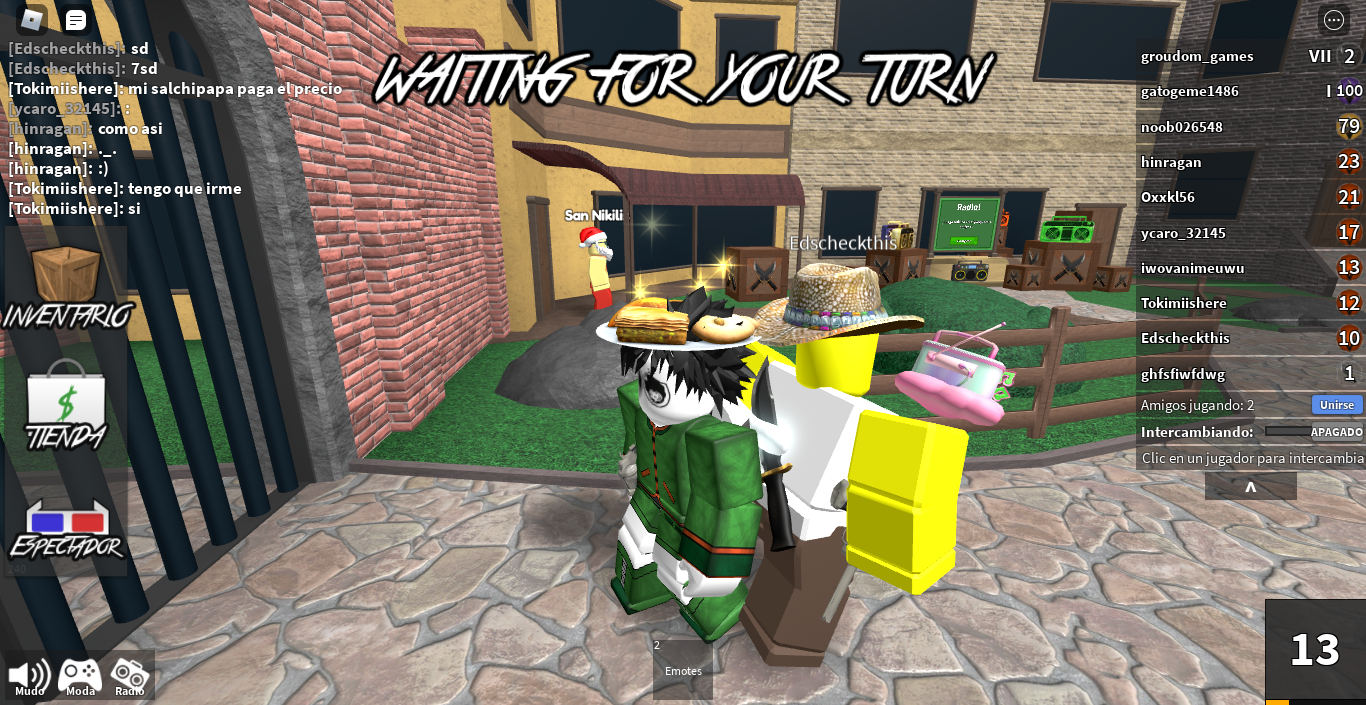 [Edscheckthis]: sd
[Edscheckthis]: 7sd
[Tokimiishere]: mi salchipapa paga el precio
[ycaro_32145]: :
[hinragan]: como asi
[hinragan]: ._.
[hinragan]: :)
[Tokimiishere]: tengo que irme
[Tokimiishere]: si
WAITING FOR YOUR TURN
groudom_games VII 2
gatogeme1486 I 100
noob026548 79
hinragan 23
Oxxkl56 21
ycaro_32145 17
iwovanimeuwu 13
Tokimiishere 12
Edscheckthis 10
ghfsfiwfdwg 1
Amigos jugando: 2 Unirse
Intercambiando: APAGADO
Clic en un jugador para intercambia
San Nikili
Radio!
Edscheckthis
INVENTARIO
$
TIENDA
ESPECTADOR
Mudo Moda Radio
2
Emotes
13